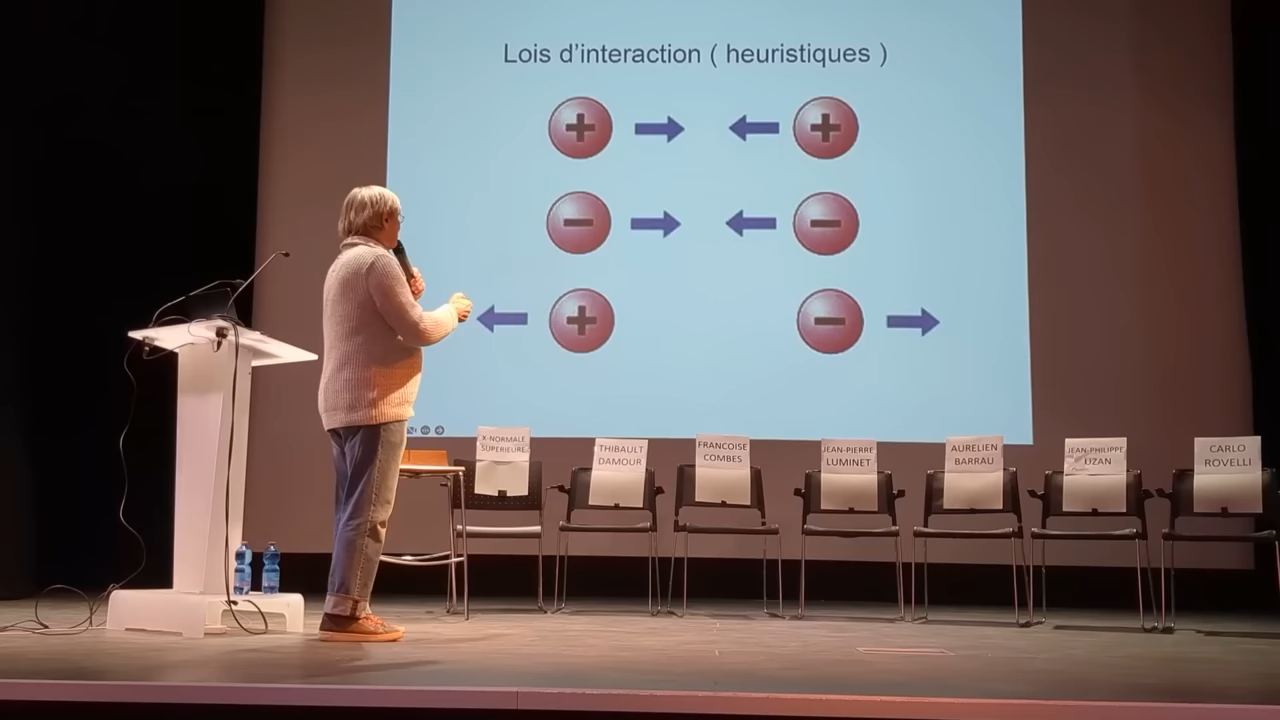 Lois d'interaction ( heuristiques )
+ +
- -
+ -
X-NORMALE
SUPERIEURE
THIBAULT
DAMOUR
FRANCOISE
COMBES
JEAN-PIERRE
LUMINET
AURELIEN
BARRAU
JEAN-PHILIPPE
UZAN
CARLO
ROVELLI